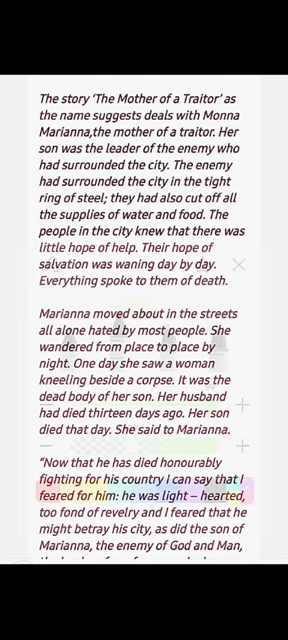 The story ‘The Mother of a Traitor’ as
the name suggests deals with Monna
Marianna,the mother of a traitor. Her
son was the leader of the enemy who
had surrounded the city. The enemy
had surrounded the city in the tight
ring of steel; they had also cut off all
the supplies of water and food. The
people in the city knew that there was
little hope of help. Their hope of
salvation was waning day by day.
Everything spoke to them of death.
Marianna moved about in the streets
all alone hated by most people. She
wandered from place to place by
night. One day she saw a woman
kneeling beside a corpse. It was the
dead body of her son. Her husband
had died thirteen days ago. Her son
died that day. She said to Marianna.
“Now that he has died honourably
fighting for his country I can say that I
feared for him: he was light – hearted,
too fond of revelry and I feared that he
might betray his city, as did the son of
Marianna, the enemy of God and Man,